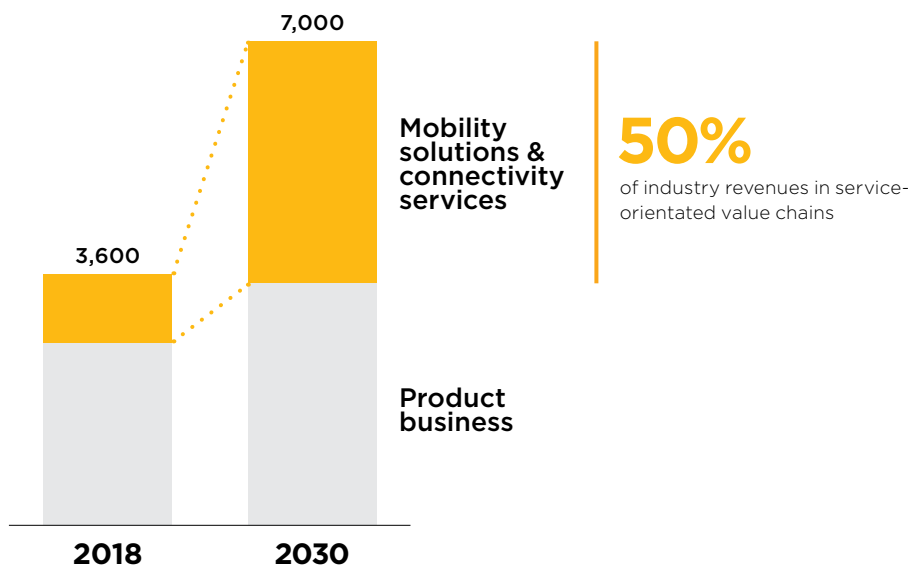 7,000
3,600
Mobility
solutions &
connectivity
services
50%
of industry revenues in service-
orientated value chains
Product
business
2018
2030